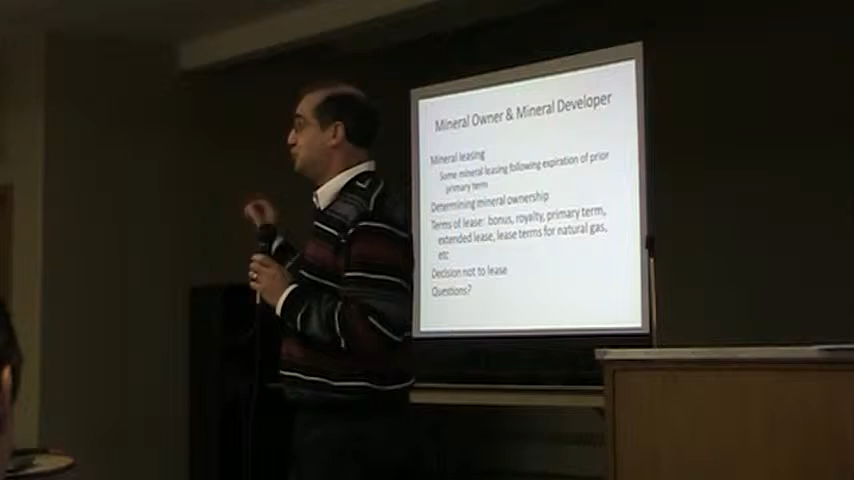 Mineral Owner & Mineral Developer
Mineral leasing
Some mineral leasing following expiration of prior
primary term
Determining mineral ownership
Terms of lease: bonus, royalty, primary term,
extended lease, lease terms for natural gas,
etc
Decision not to lease
Questions?